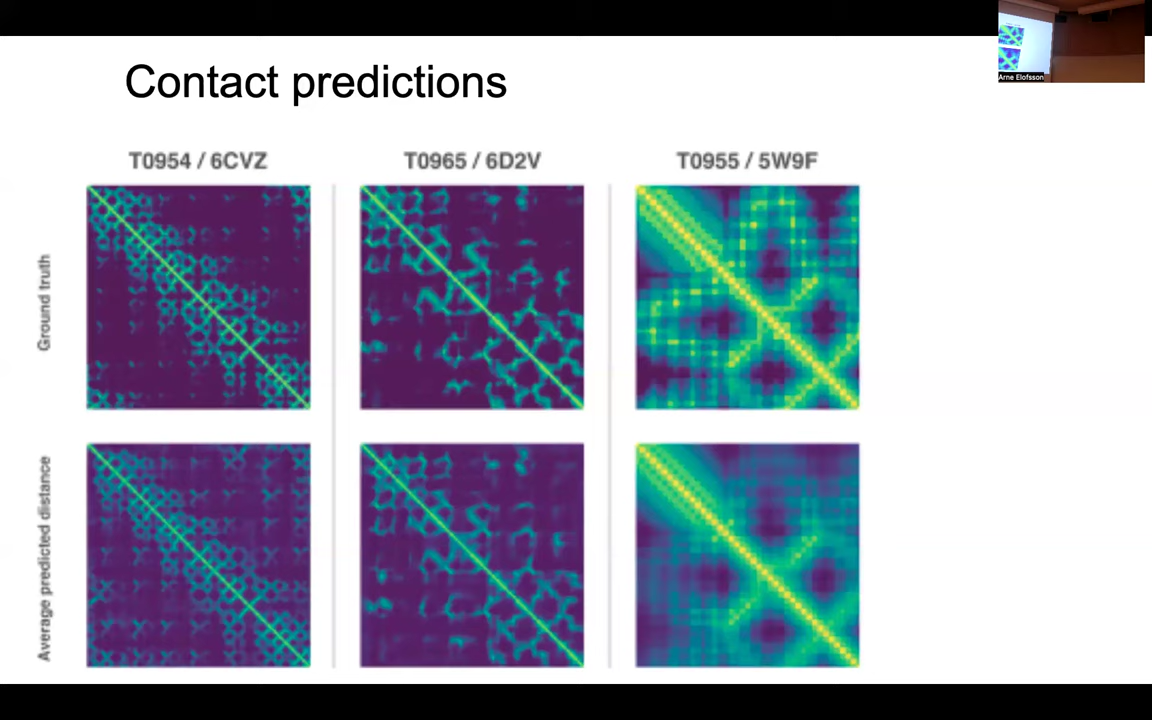 Contact predictions
Arne Elofsson
T0954 / 6CVZ
T0965 / 6D2V
T0955 / 5W9F
Ground truth
Average predicted distance